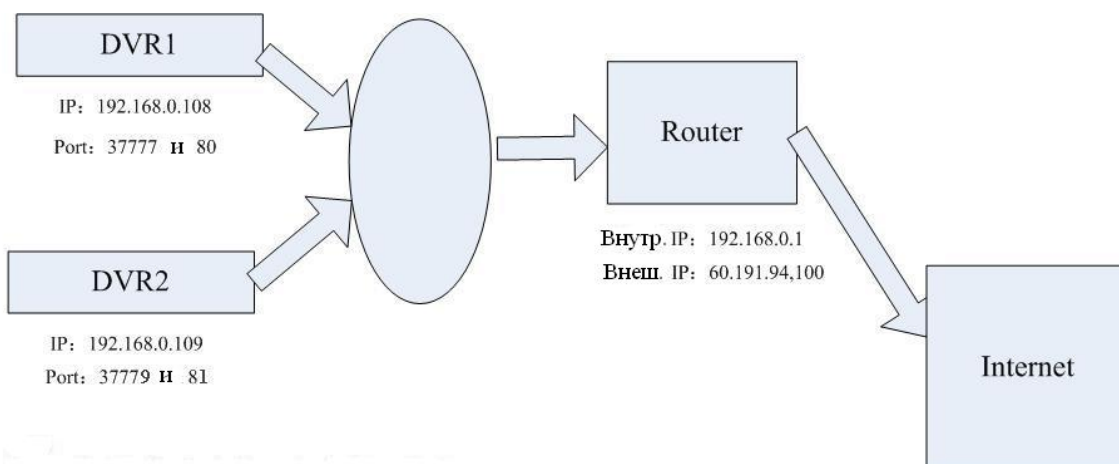 DVR1
IP： 192.168.0.108
Port： 37777 и 80
DVR2
IP： 192.168.0.109
Port： 37779 и 81
Router
Внутр. IP： 192.168.0.1
Внеш. IP： 60.191.94,100
Internet